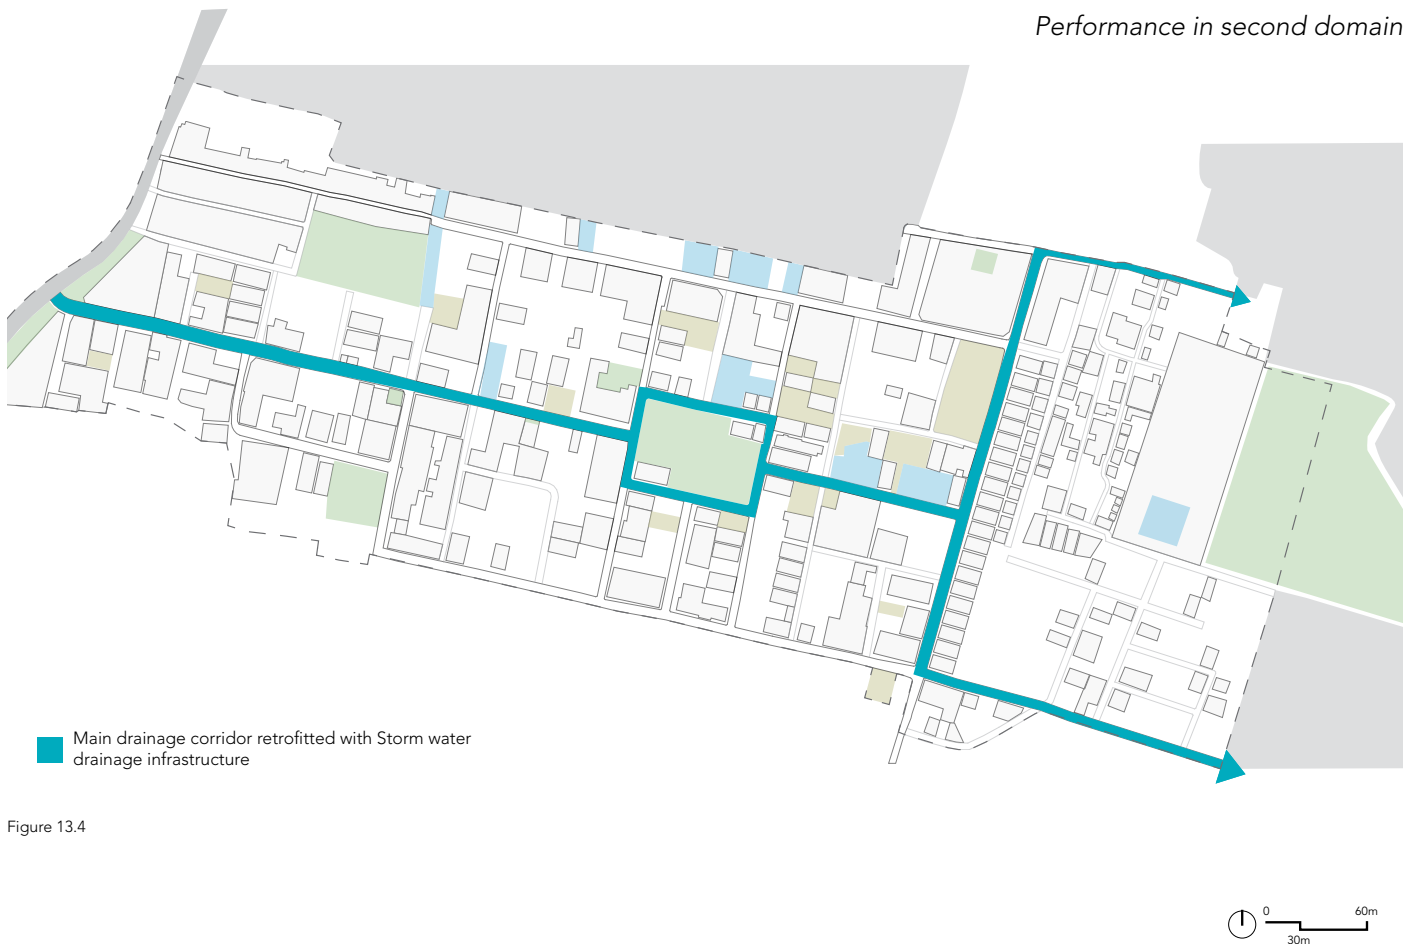 Performance in second domain
Main drainage corridor retrofitted with Storm water
drainage infrastructure
Figure 13.4
0
60m
30m